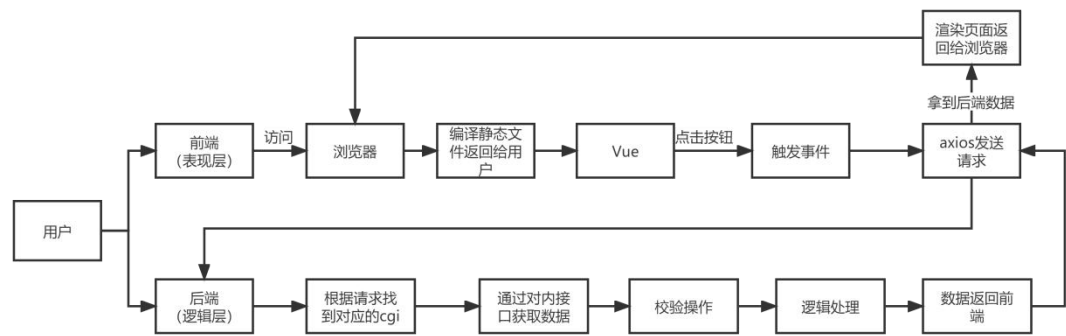 渲染页面返
回给浏览器
拿到后端数据
前端
（表现层）
访问
浏览器
编译静态文
件返回给用
户
Vue
点击按钮
触发事件
axios发送
请求
用户
后端
（逻辑层）
根据请求找
到对应的cgi
通过对内接
口获取数据
校验操作
逻辑处理
数据返回前
端